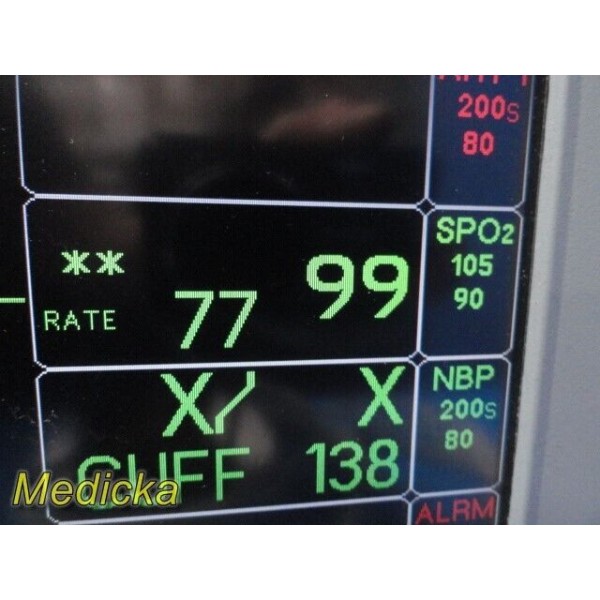 200s
80
** 99 SPO2
105
RATE 77 90
X/ X NBP
200s
CUFF 138 80
Medicka
ALRM